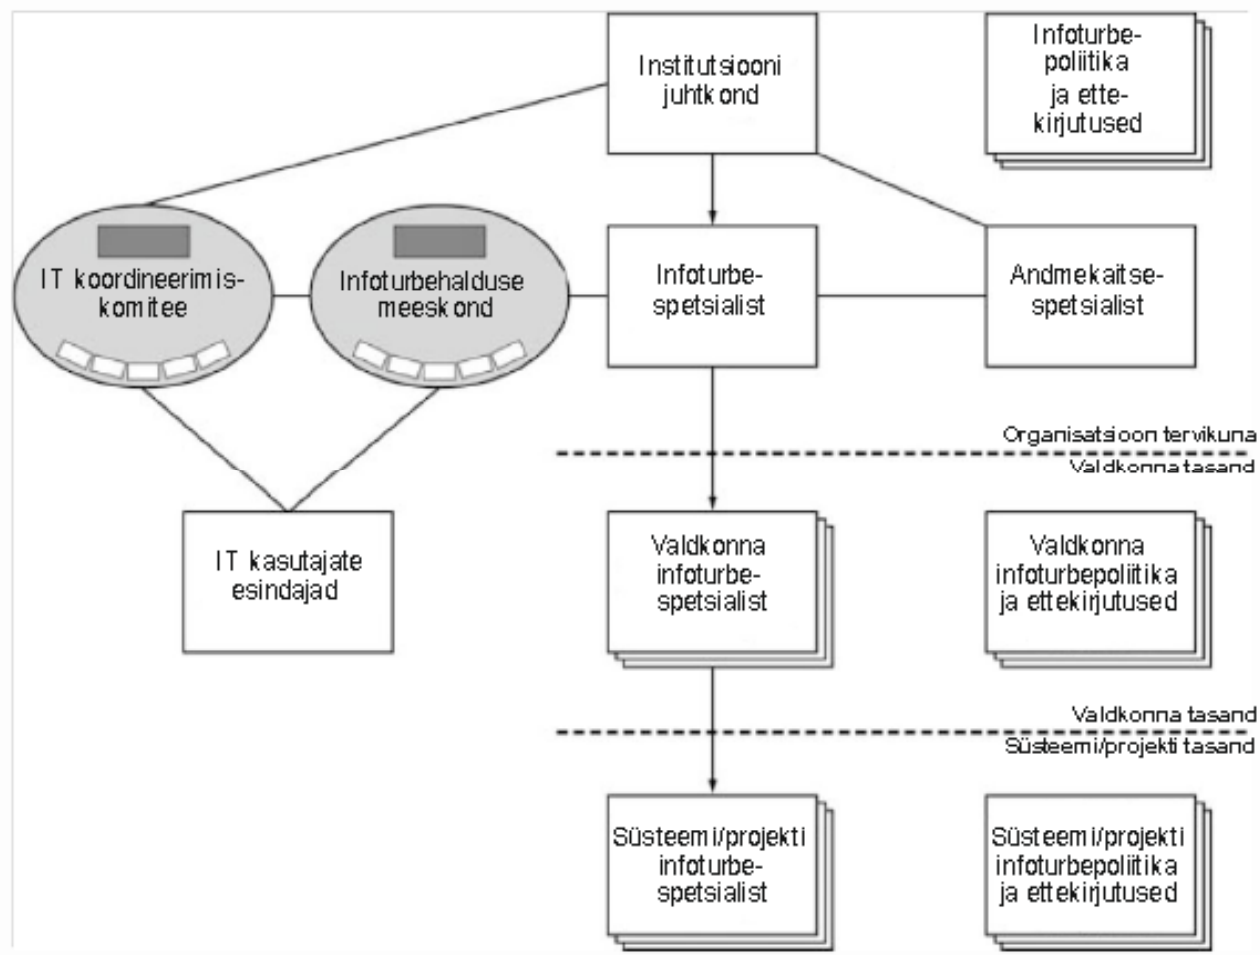 Institutsiooni
juhtkond
Infoturbe-
poliitika
ja ette-
kirjutused
IT koordineerimis-
komitee
Infoturbehalduse
meeskond
Infoturbe-
spetsialist
Andmekaitse-
spetsialist
Organisatsioon tervikuna
Valdkonna tasand
IT kasutajate
esindajad
Valdkonna
infoturbe-
spetsialist
Valdkonna
infoturbepoliitika
ja ettekirjutused
Valdkonna tasand
Süsteemi/projekti tasand
Süsteemi/projekti
infoturbe-
spetsialist
Süsteemi/projekti
infoturbepoliitika
ja ettekirjutused